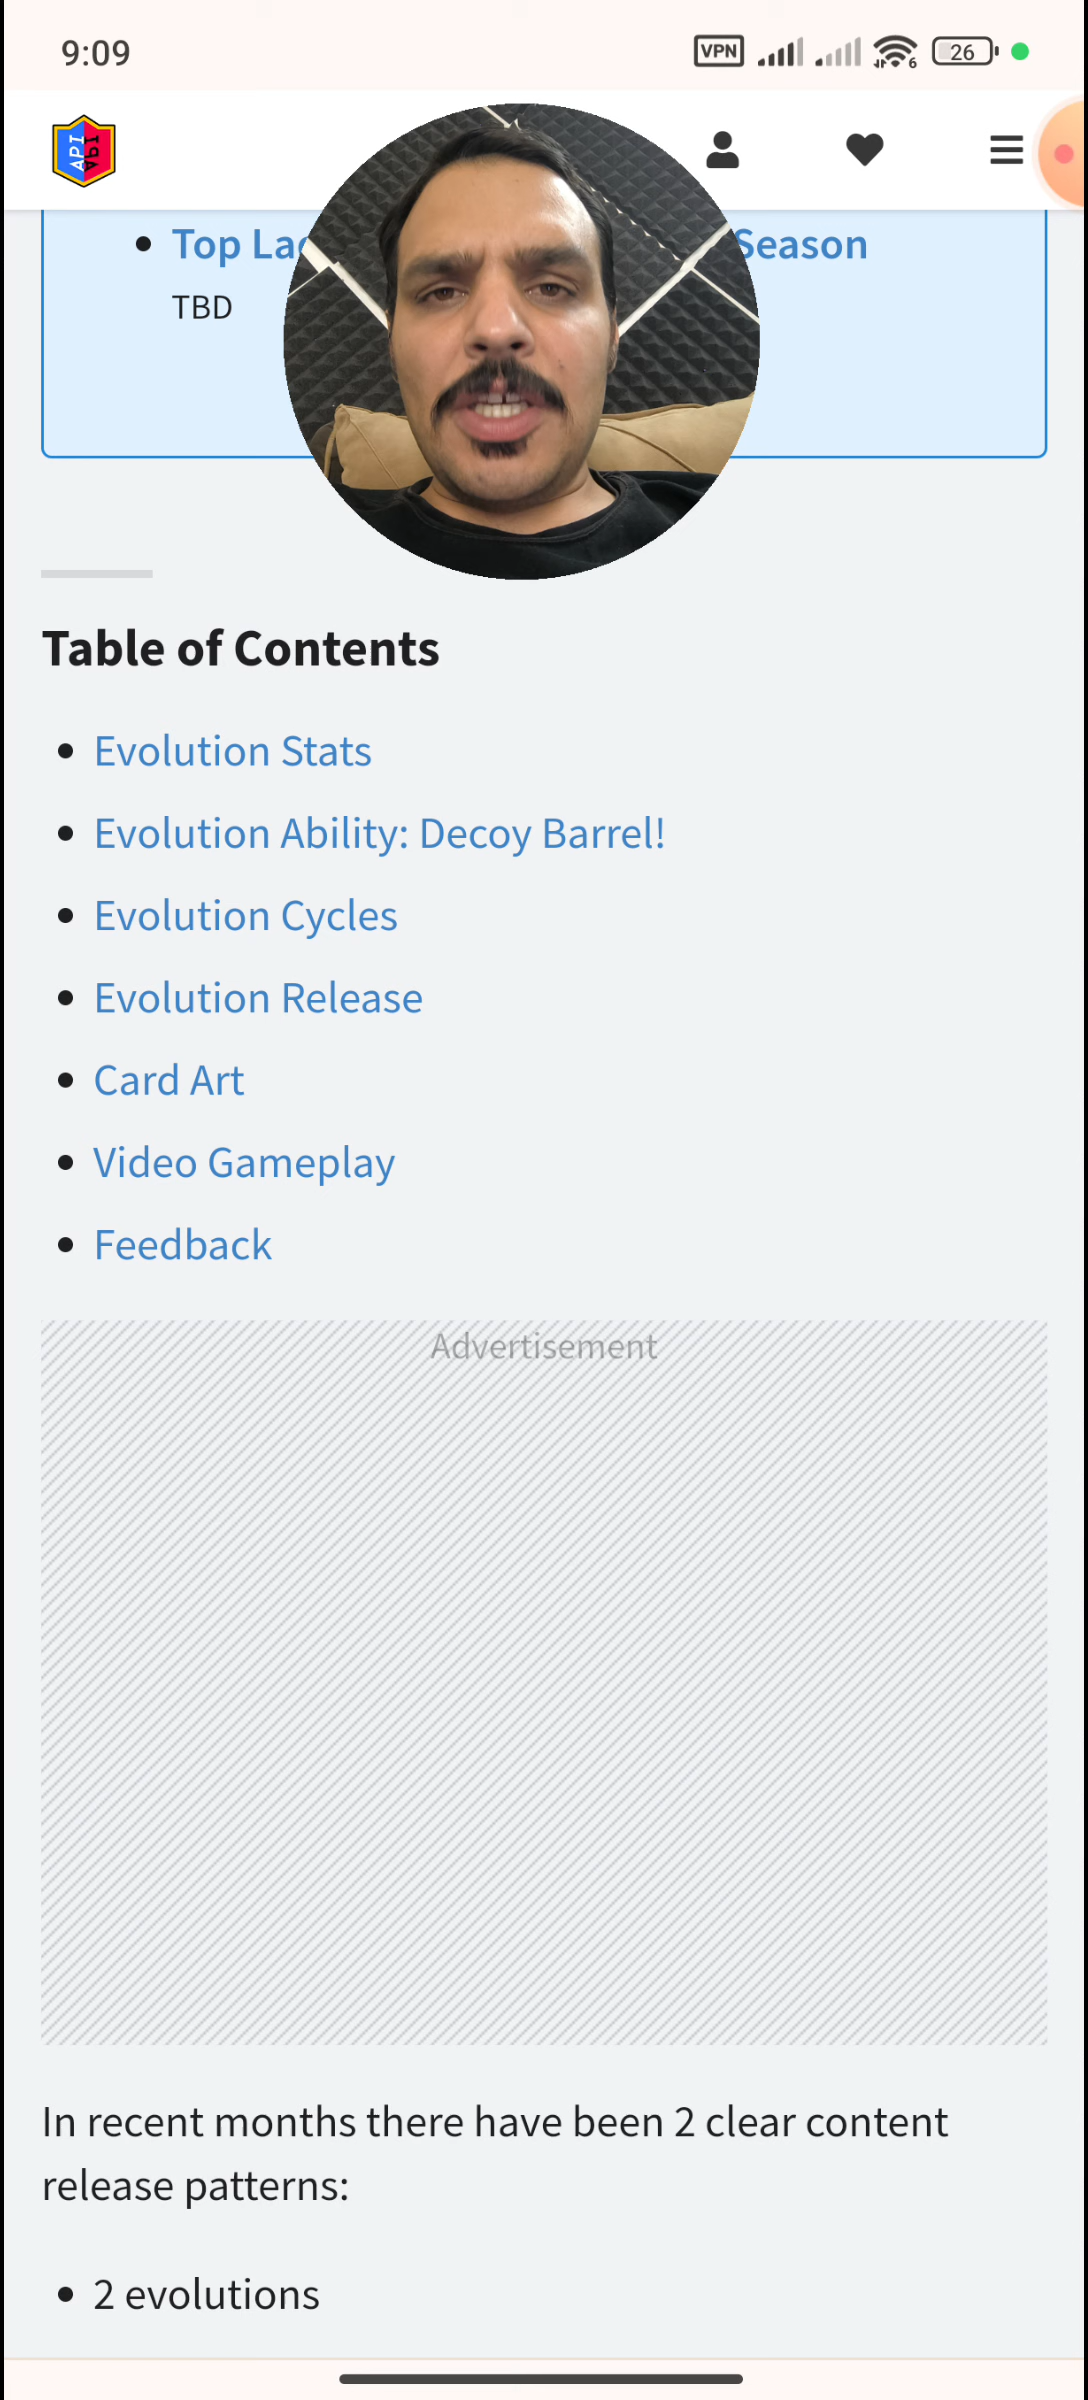 9:09
VPN
6
26
API
API
Top La
Season
TBD
Table of Contents
Evolution Stats
Evolution Ability: Decoy Barrel!
Evolution Cycles
Evolution Release
Card Art
Video Gameplay
Feedback
Advertisement
In recent months there have been 2 clear content
release patterns:
2 evolutions